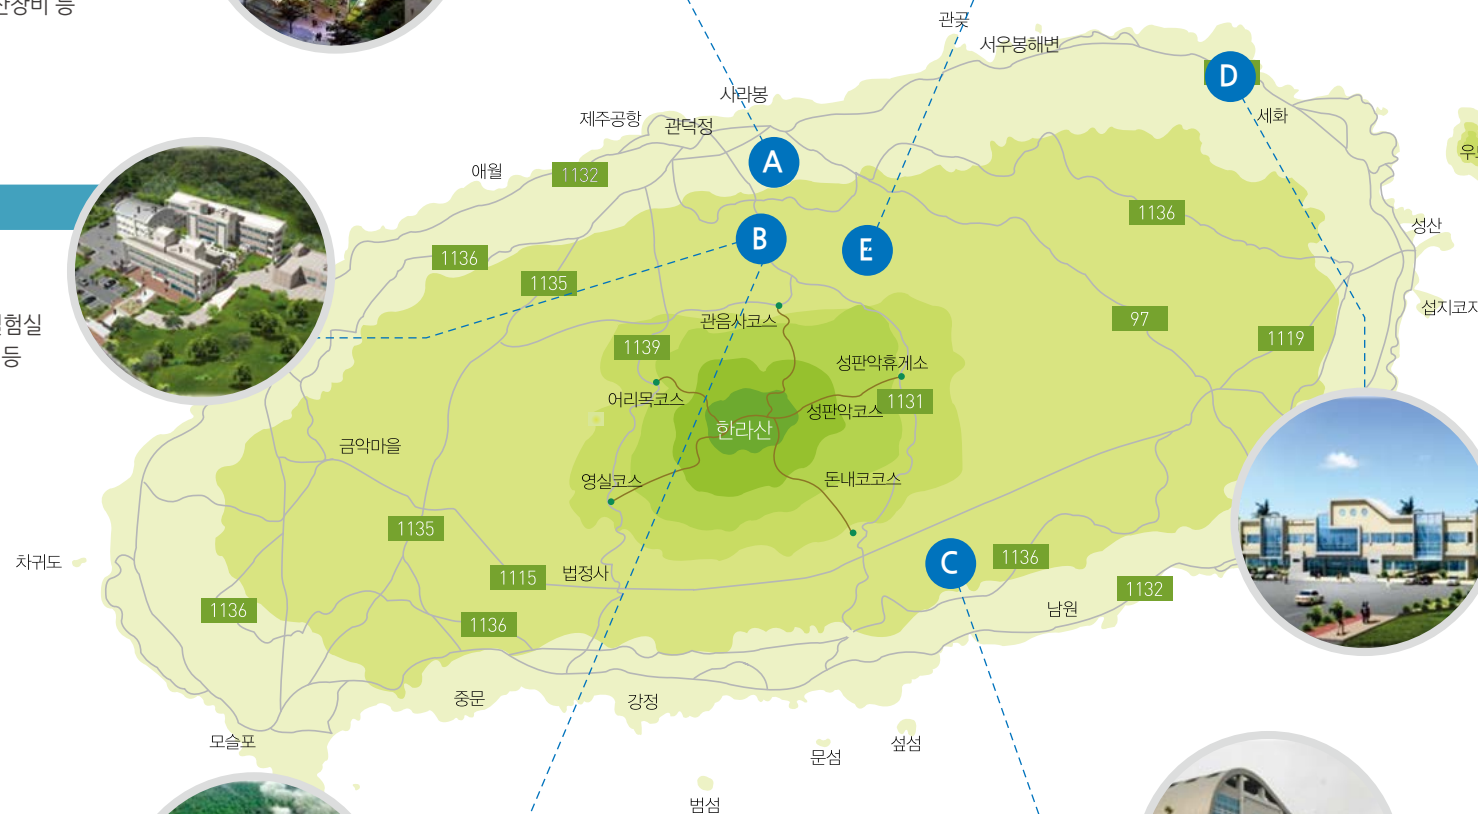 등
관곶
서우봉해변
D
사라봉
세화
제주공항
관덕정
A
애월
1132
1136
성산
B
E
1136
1135
섭지코지
험실
관음사코스
97
1119
1139
등
성판악휴게소
어리목코스
성판악코스
1131
한라산
금악마을
영실코스
돈내코코스
1135
C
1136
차귀도
법정사
1115
1132
1136
남원
1136
중문
강정
모슬포
섶섬
문섬
범섬